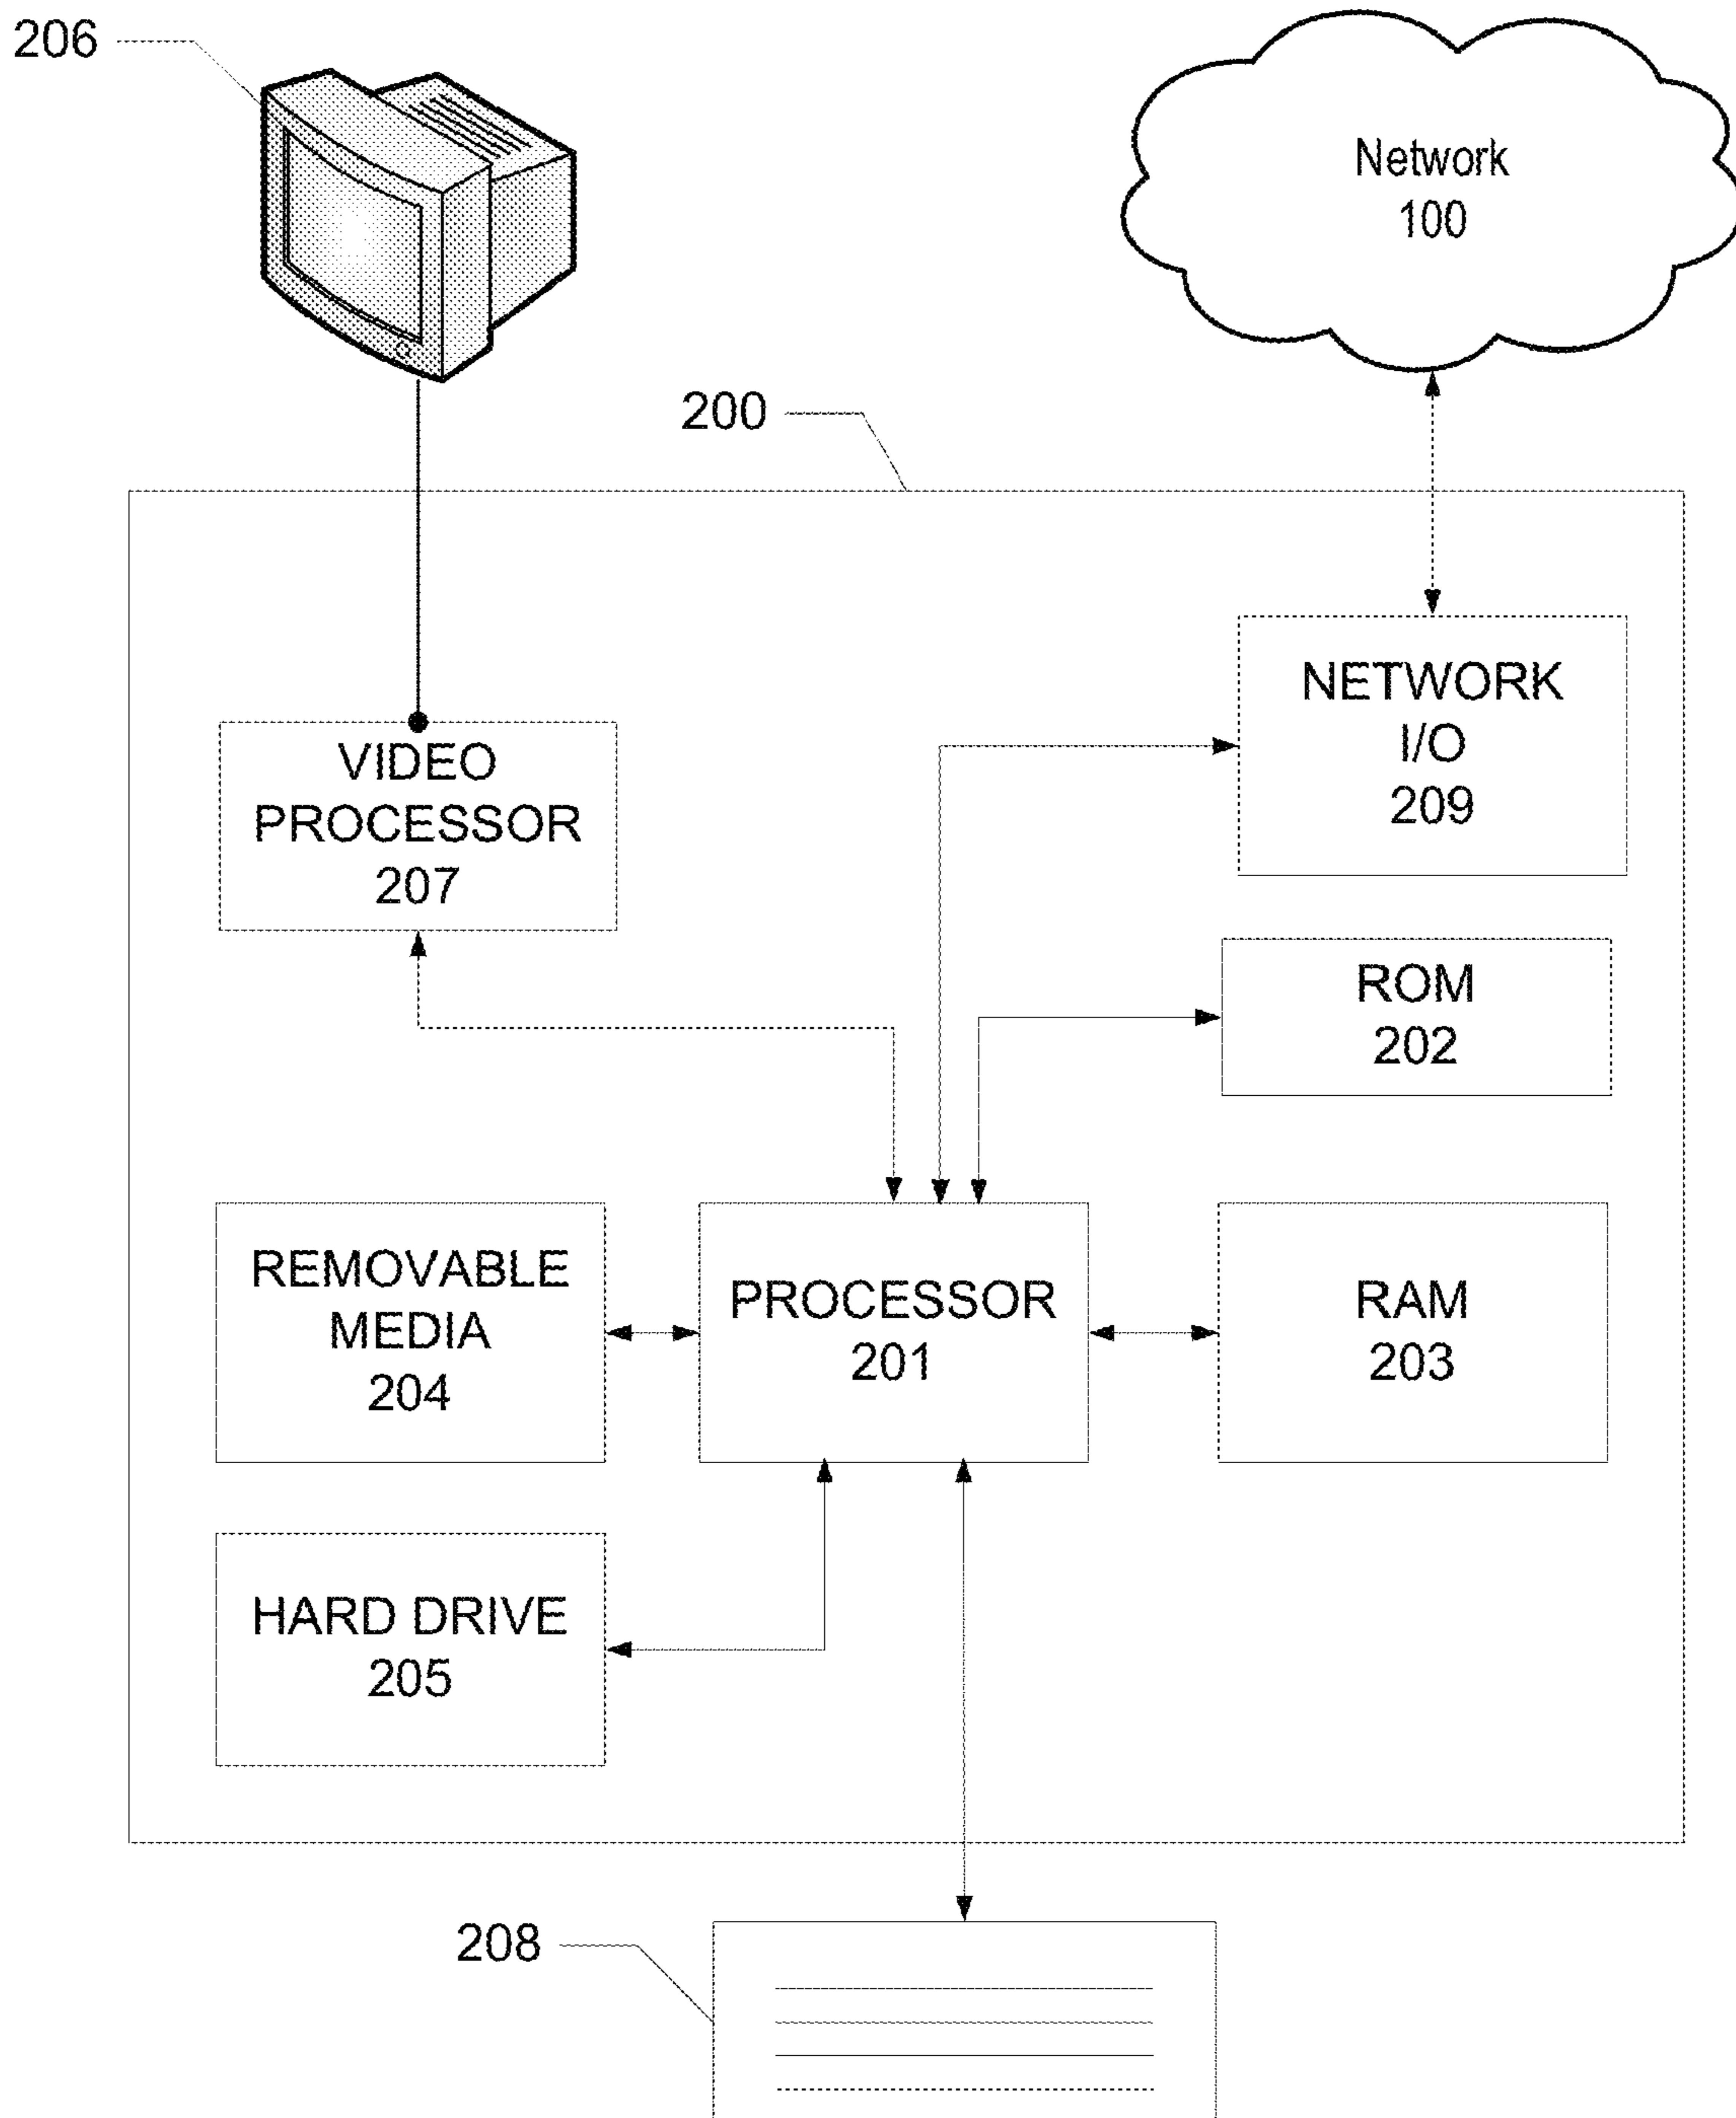 206
Network
100
200
NETWORK
I/O
209
VIDEO
PROCESSOR
207
ROM
202
REMOVABLE
MEDIA
204
PROCESSOR
201
RAM
203
HARD DRIVE
205
208